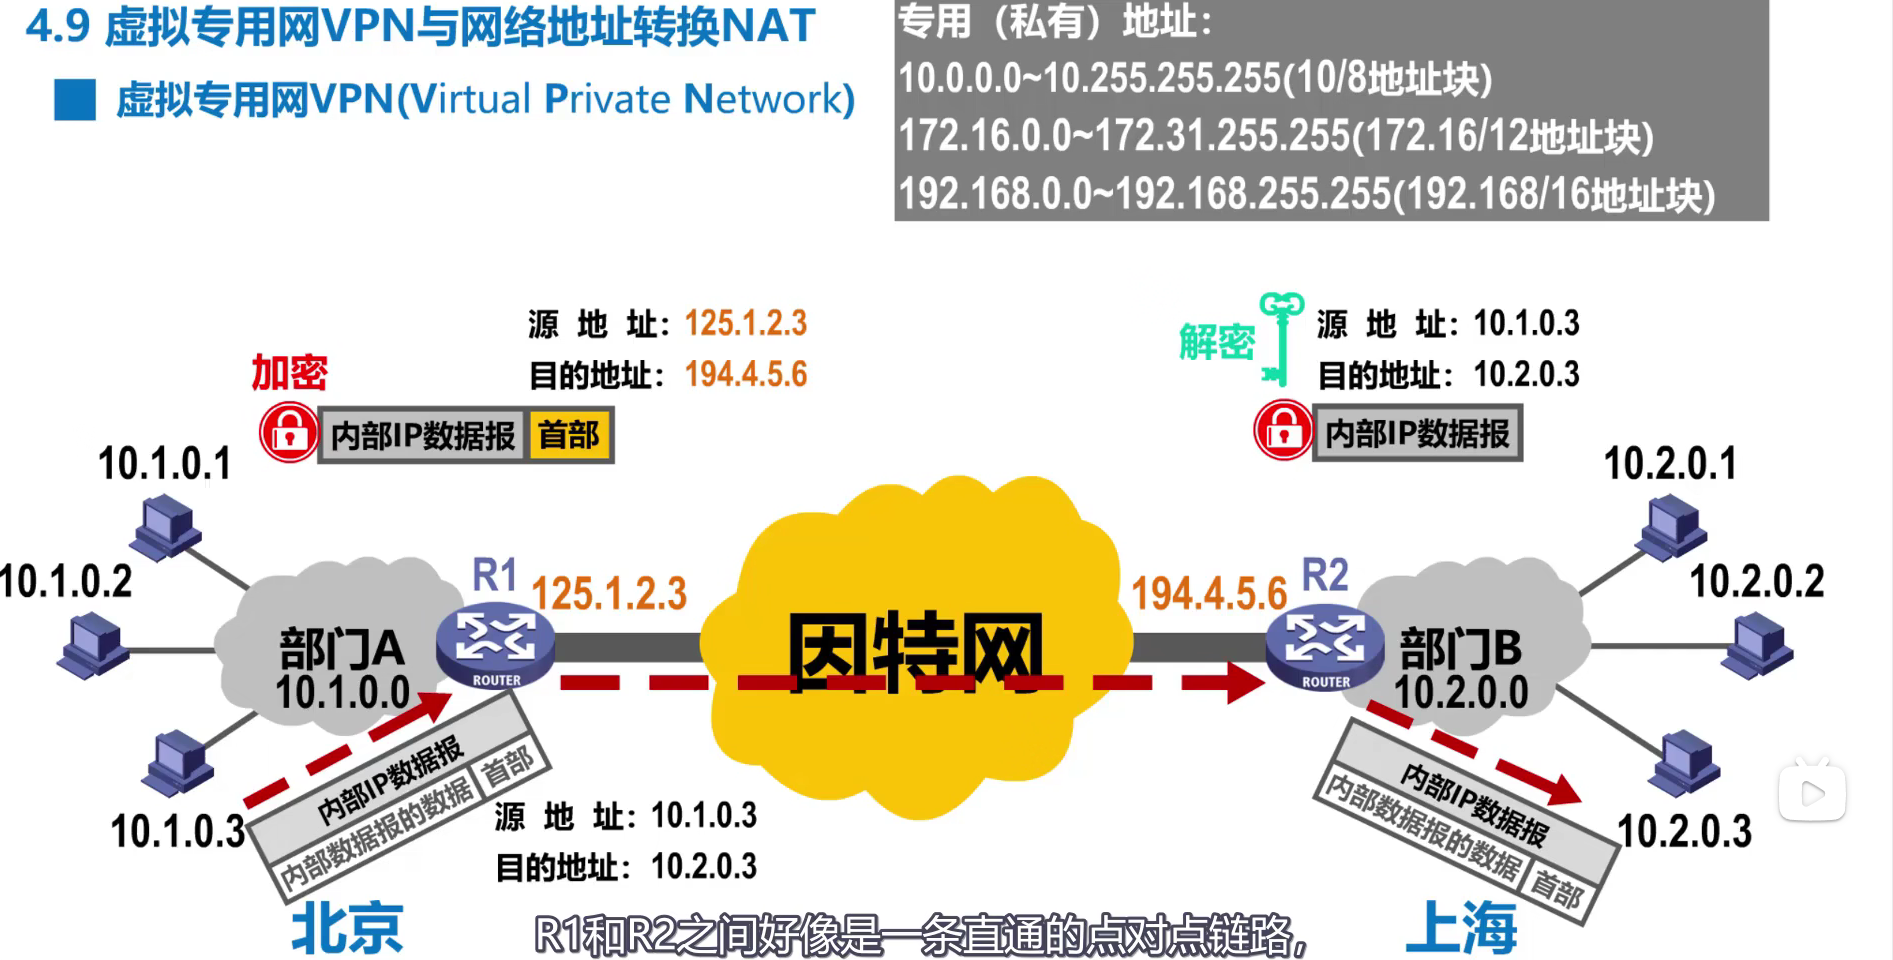 4.9 虚拟专用网VPN与网络地址转换NAT
虚拟专用网VPN(Virtual Private Network)
专用（私有）地址：
10.0.0.0~10.255.255.255(10/8地址块)
172.16.0.0~172.31.255.255(172.16/12地址块)
192.168.0.0~192.168.255.255(192.168/16地址块)
源 地 址：125.1.2.3
目的地址：194.4.5.6
加密
内部IP数据报 首部
解密
源 地 址：10.1.0.3
目的地址：10.2.0.3
内部IP数据报
10.1.0.1
10.1.0.2
10.1.0.3
部门A
10.1.0.0
R1
ROUTER
125.1.2.3
因特网
194.4.5.6
R2
ROUTER
部门B
10.2.0.0
10.2.0.1
10.2.0.2
10.2.0.3
内部IP数据报
内部数据报的数据 首部
源 地 址：10.1.0.3
目的地址：10.2.0.3
内部IP数据报
内部数据报的数据 首部
北京
上海
R1和R2之间好像是一条直通的点对点链路，